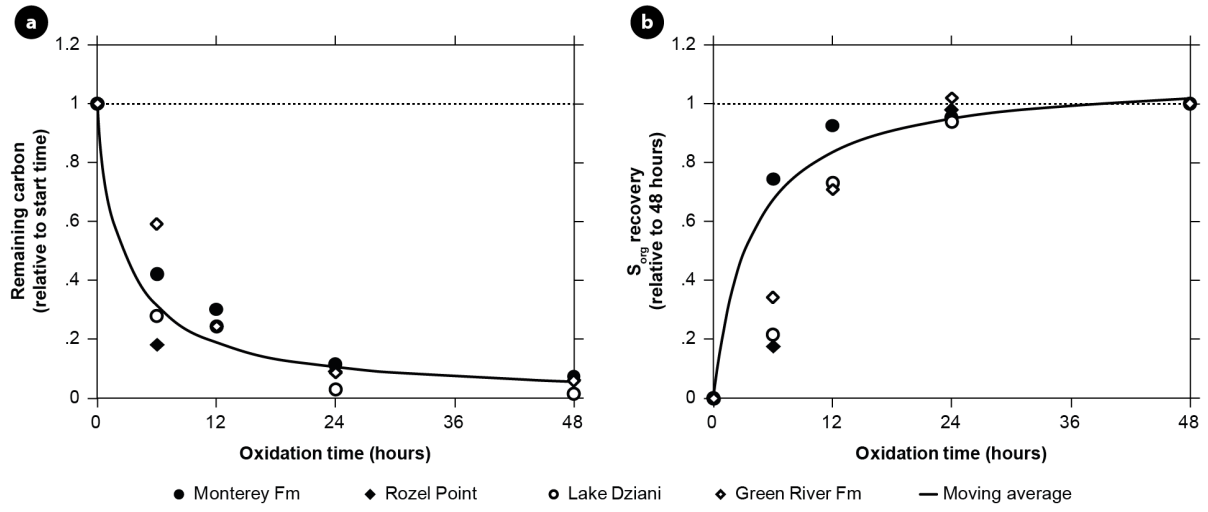 a
1.2
1
.8
.6
.4
.2
0
0 12 24 36 48
Remaining carbon
(relative to start time)
Oxidation time (hours)
b
1.2
1
.8
.6
.4
.2
0
0 12 24 36 48
Sorg recovery
(relative to 48 hours)
Oxidation time (hours)
Monterey Fm Rozel Point Lake Dziani Green River Fm Moving average